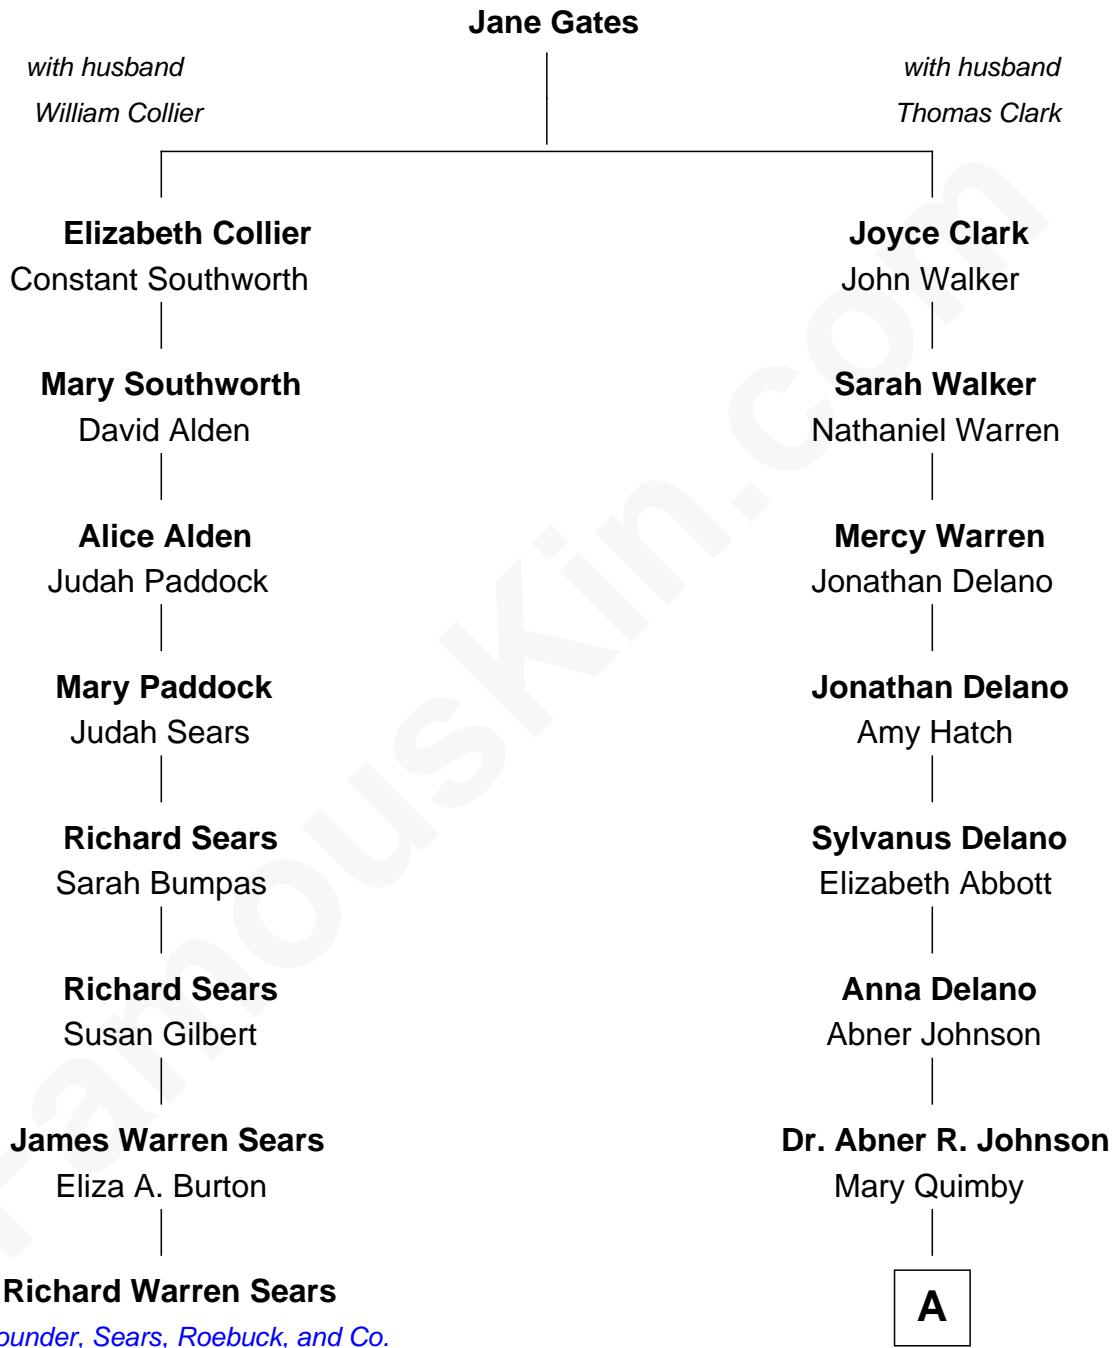 Jane Gates
with husband
William Collier
with husband
Thomas Clark
Elizabeth Collier
Constant Southworth
Joyce Clark
John Walker
Mary Southworth
David Alden
Sarah Walker
Nathaniel Warren
Alice Alden
Judah Paddock
Mercy Warren
Jonathan Delano
Mary Paddock
Judah Sears
Jonathan Delano
Amy Hatch
Richard Sears
Sarah Bumpas
Sylvanus Delano
Elizabeth Abbott
Richard Sears
Susan Gilbert
Anna Delano
Abner Johnson
James Warren Sears
Eliza A. Burton
Dr. Abner R. Johnson
Mary Quimby
Richard Warren Sears
ounder, Sears, Roebuck, and Co.
A
FamousKin.com